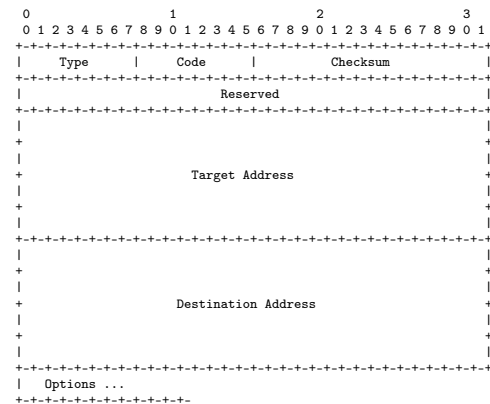 0                   1                   2                   3
0 1 2 3 4 5 6 7 8 9 0 1 2 3 4 5 6 7 8 9 0 1 2 3 4 5 6 7 8 9 0 1
+-+-+-+-+-+-+-+-+-+-+-+-+-+-+-+-+-+-+-+-+-+-+-+-+-+-+-+-+-+-+-+-+
|     Type      |     Code      |          Checksum             |
+-+-+-+-+-+-+-+-+-+-+-+-+-+-+-+-+-+-+-+-+-+-+-+-+-+-+-+-+-+-+-+-+
|                           Reserved                            |
+-+-+-+-+-+-+-+-+-+-+-+-+-+-+-+-+-+-+-+-+-+-+-+-+-+-+-+-+-+-+-+-+
|                                                               |
+                                                               +
|                                                               |
+                       Target Address                          +
|                                                               |
+                                                               +
|                                                               |
+-+-+-+-+-+-+-+-+-+-+-+-+-+-+-+-+-+-+-+-+-+-+-+-+-+-+-+-+-+-+-+-+
|                                                               |
+                                                               +
|                                                               |
+                     Destination Address                       +
|                                                               |
+                                                               +
|                                                               |
+-+-+-+-+-+-+-+-+-+-+-+-+-+-+-+-+-+-+-+-+-+-+-+-+-+-+-+-+-+-+-+-+
|   Options ...
+-+-+-+-+-+-+-+-+-+-+-+-